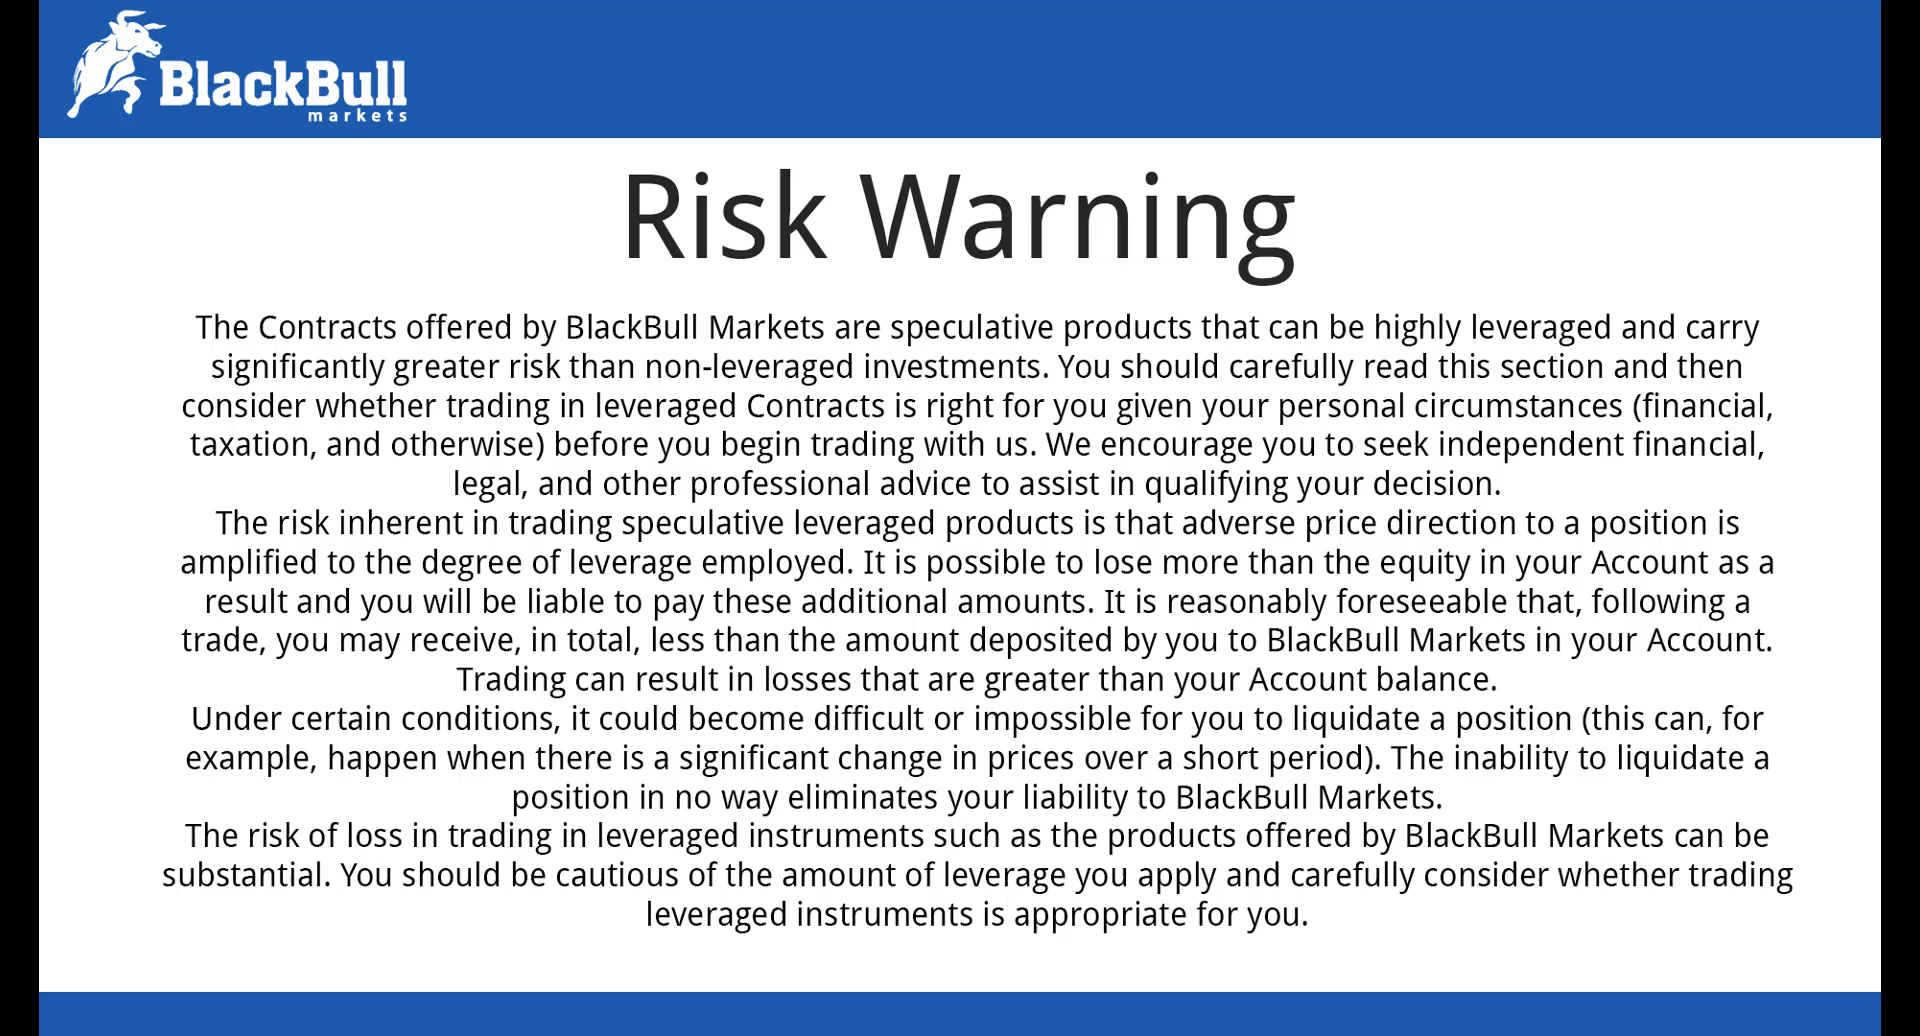 BlackBull
markets
Risk Warning
The Contracts offered by BlackBull Markets are speculative products that can be highly leveraged and carry
significantly greater risk than non-leveraged investments. You should carefully read this section and then
consider whether trading in leveraged Contracts is right for you given your personal circumstances (financial,
taxation, and otherwise) before you begin trading with us. We encourage you to seek independent financial,
legal, and other professional advice to assist in qualifying your decision.
The risk inherent in trading speculative leveraged products is that adverse price direction to a position is
amplified to the degree of leverage employed. It is possible to lose more than the equity in your Account as a
result and you will be liable to pay these additional amounts. It is reasonably foreseeable that, following a
trade, you may receive, in total, less than the amount deposited by you to BlackBull Markets in your Account.
Trading can result in losses that are greater than your Account balance.
Under certain conditions, it could become difficult or impossible for you to liquidate a position (this can, for
example, happen when there is a significant change in prices over a short period). The inability to liquidate a
position in no way eliminates your liability to BlackBull Markets.
The risk of loss in trading in leveraged instruments such as the products offered by BlackBull Markets can be
substantial. You should be cautious of the amount of leverage you apply and carefully consider whether trading
leveraged instruments is appropriate for you.